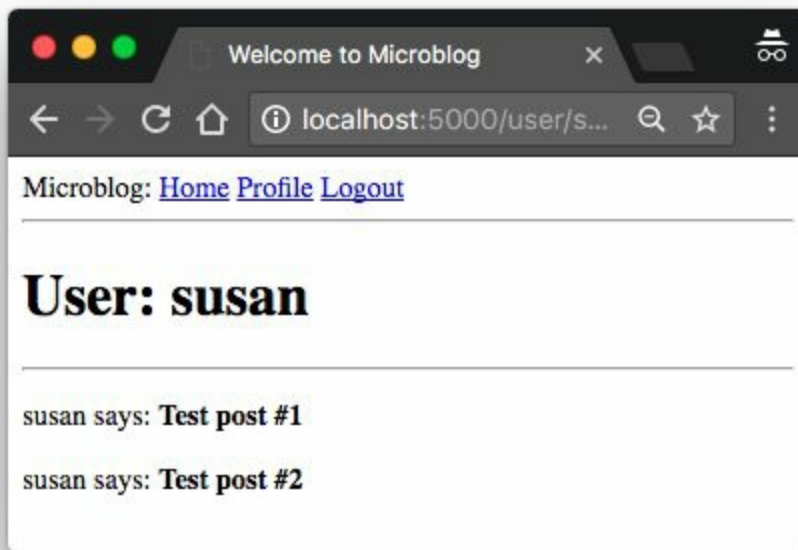 Welcome to Microblog
localhost:5000/user/s...
Microblog: Home Profile Logout
User: susan
susan says: Test post #1
susan says: Test post #2